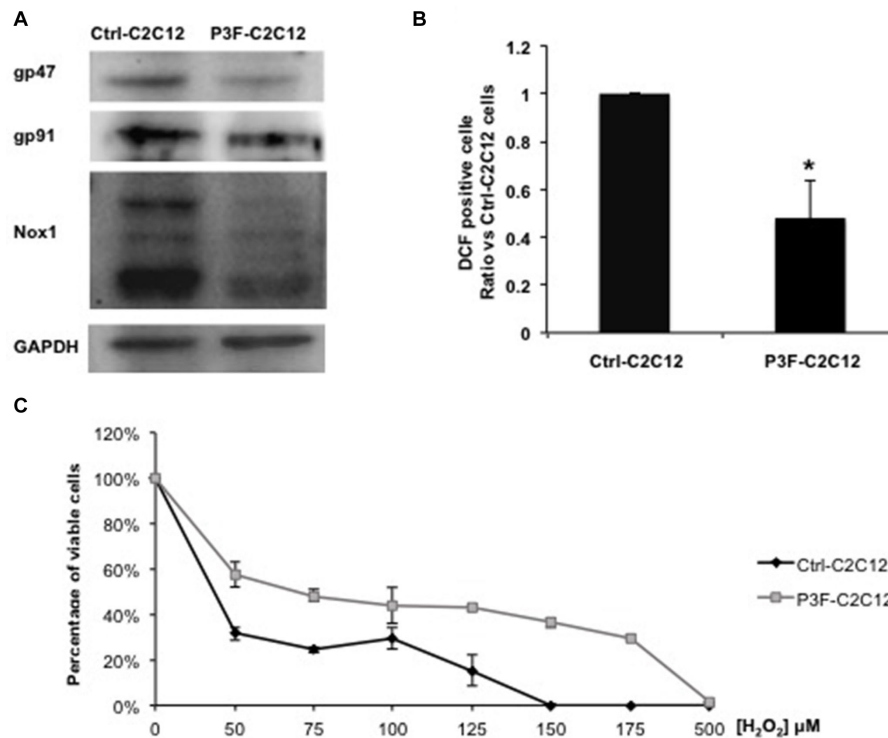 A
Ctrl-C2C12 P3F-C2C12
gp47
gp91
Nox1
GAPDH
B
DCF positive celle
Ratio vs Ctrl-C2C12 cells
1.2
1
0.8
0.6
0.4
0.2
0
*
Ctrl-C2C12 P3F-C2C12
C
Percentage of viable cells
120%
100%
80%
60%
40%
20%
0%
0 50 75 100 125 150 175 500 [H₂O₂] µM
Ctrl-C2C12
P3F-C2C12